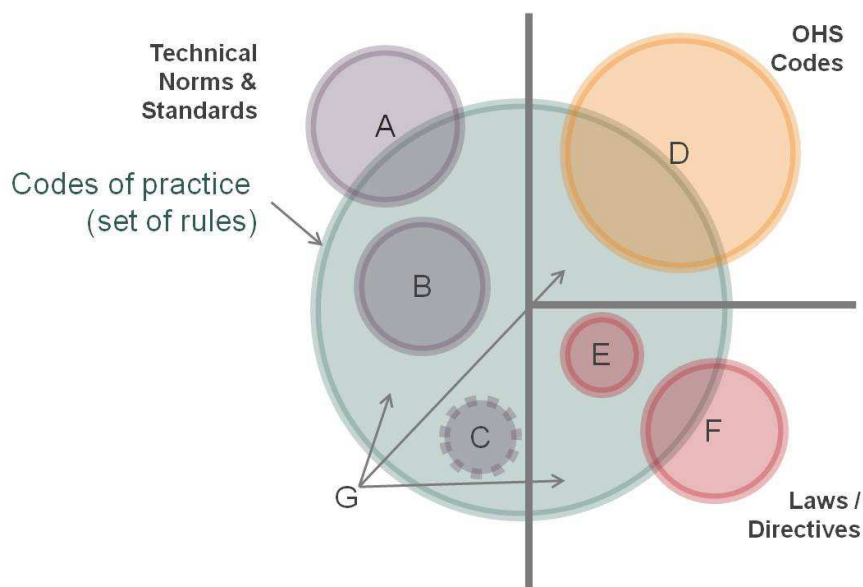 Technical
Norms &
Standards
OHS
Codes
A
D
Codes of practice
(set of rules)
B
E
C
F
G
Laws /
Directives